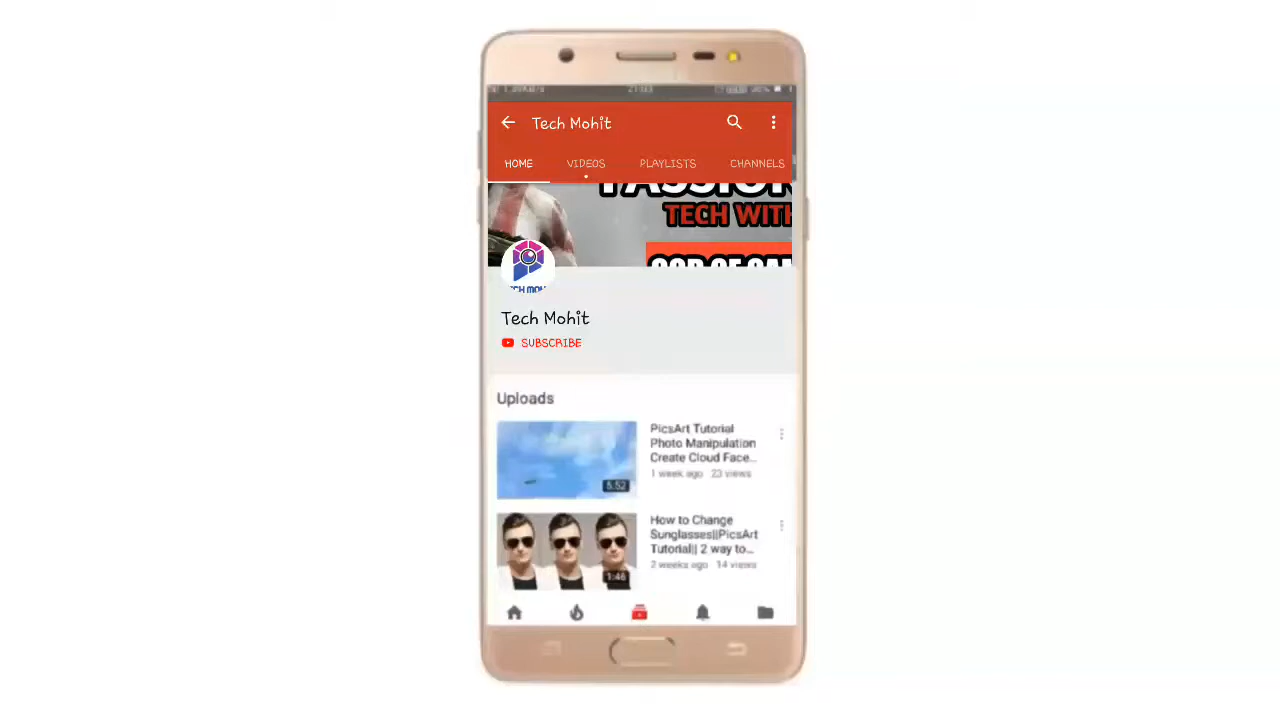 21:03
Tech Mohit
HOME VIDEOS PLAYLISTS CHANNELS
TECH WITH
Tech Mohit
SUBSCRIBE
Uploads
PicsArt Tutorial
Photo Manipulation
Create Cloud Face...
1 week ago 23 views
5:52
How to Change
Sunglasses||PicsArt
Tutorial|| 2 way to...
2 weeks ago 14 views
1:46